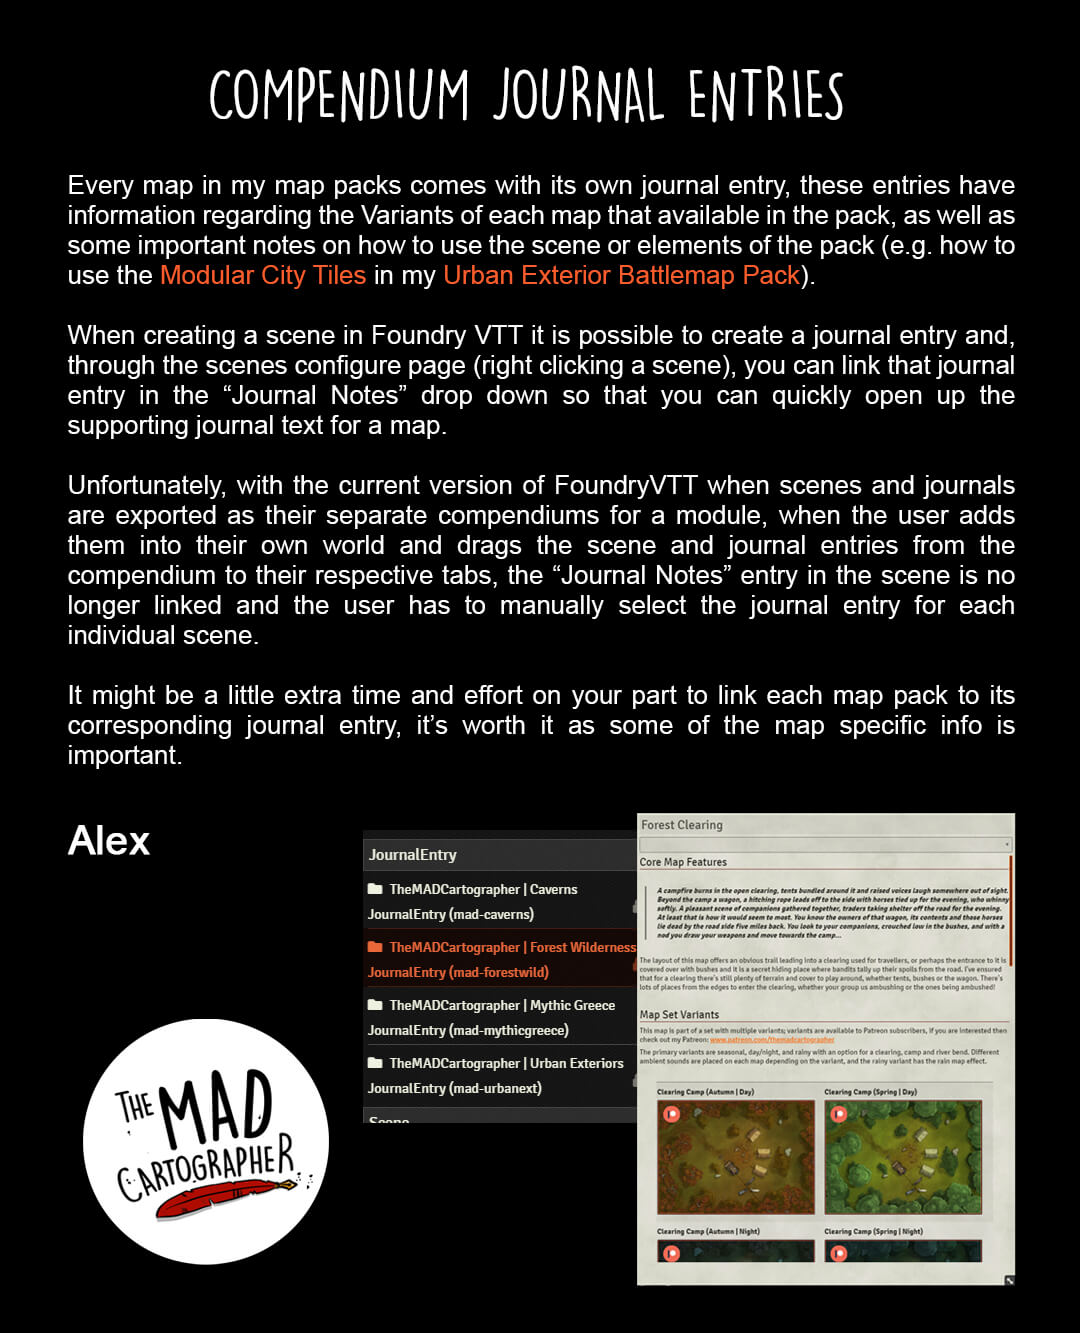 COMPENDIUM JOURNAL ENTRIES
Every map in my map packs comes with its own journal entry, these entries have
information regarding the Variants of each map that available in the pack, as well as
some important notes on how to use the scene or elements of the pack (e.g. how to
use the Modular City Tiles in my Urban Exterior Battlemap Pack).
When creating a scene in Foundry VTT it is possible to create a journal entry and,
through the scenes configure page (right clicking a scene), you can link that journal
entry in the “Journal Notes” drop down so that you can quickly open up the
supporting journal text for a map.
Unfortunately, with the current version of FoundryVTT when scenes and journals
are exported as their separate compendiums for a module, when the user adds
them into their own world and drags the scene and journal entries from the
compendium to their respective tabs, the “Journal Notes” entry in the scene is no
longer linked and the user has to manually select the journal entry for each
individual scene.
It might be a little extra time and effort on your part to link each map pack to its
corresponding journal entry, it’s worth it as some of the map specific info is
important.
Alex
THE MAD
CARTOGRAPHER
JournalEntry
TheMADCartographer | Caverns
JournalEntry (mad-caverns)
TheMADCartographer | Forest Wilderness
JournalEntry (mad-forestwild)
TheMADCartographer | Mythic Greece
JournalEntry (mad-mythicgreece)
TheMADCartographer | Urban Exteriors
JournalEntry (mad-urbanext)
Scene
Forest Clearing
Core Map Features
A campfire burns in the open clearing, tents bundled around it and raised voices laugh somewhere out of sight.
Beyond the camp a wagon, a hitching rope leads off to the side with horses tied up for the evening, who whinny
softly. A pleasant scene of companions gathered together, traders taking shelter off the road for the evening.
At least that is how it would seem to most. You know the owners of that wagon, its contents and those horses
lie dead by the road side five miles back. You look to your companions, crouched low in the bushes, and with a
nod you draw your weapons and move towards the camp...
The layout of this map offers an obvious trail leading into a clearing used for travellers, or perhaps the entrance to it is
covered over with bushes and it is a secret hiding place where bandits tally up their spoils from the road. I've ensured
that for a clearing there's still plenty of terrain and cover to play around, whether tents, bushes or the wagon. There's
lots of places from the edges to enter the clearing, whether your group us ambushing or the ones being ambushed!
Map Set Variants
This map is part of a set with multiple variants; variants are available to Patreon subscribers, if you are interested then
check out my Patreon: www.patreon.com/themadcartographer
The primary variants are seasonal, day/night, and rainy with an option for a clearing, camp and river bend. Different
ambient sounds are placed on each map depending on the variant, and the rainy variant has the rain map effect.
Clearing Camp (Autumn | Day)
Clearing Camp (Spring | Day)
Clearing Camp (Autumn | Night)
Clearing Camp (Spring | Night)